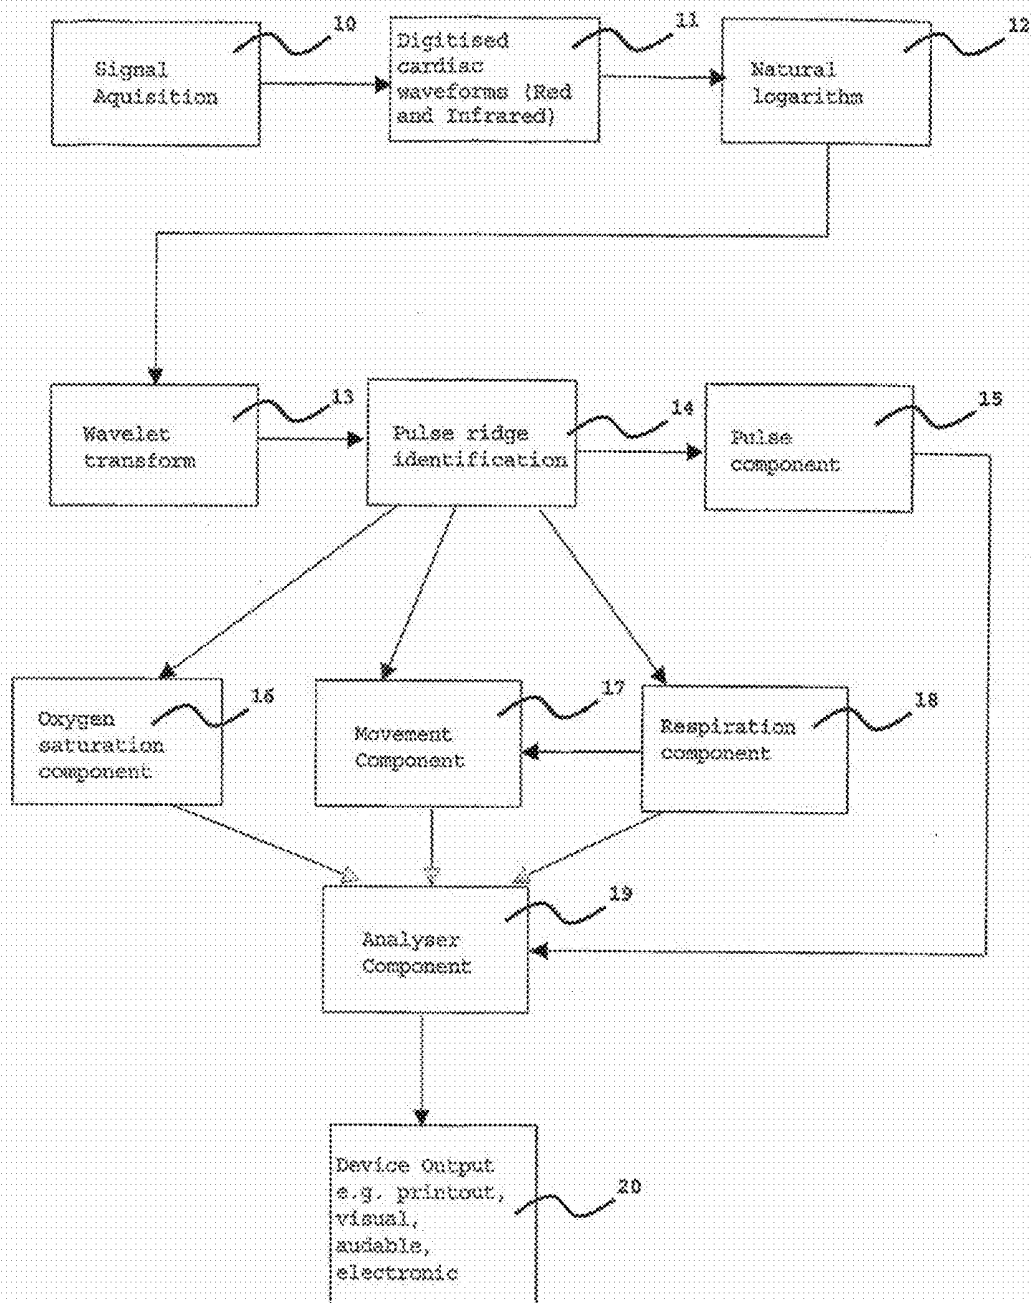 10
Signal
Aquisition
11
Digitised
cardiac
waveforms (Red
and Infrared)
12
Natural
logarithm
13
Wavelet
transform
14
Pulse ridge
identification
15
Pulse
component
16
Oxygen
saturation
component
17
Movement
Component
18
Respiration
component
19
Analyser
Component
20
Device Output
e.g. printout,
visual,
audable,
electronic